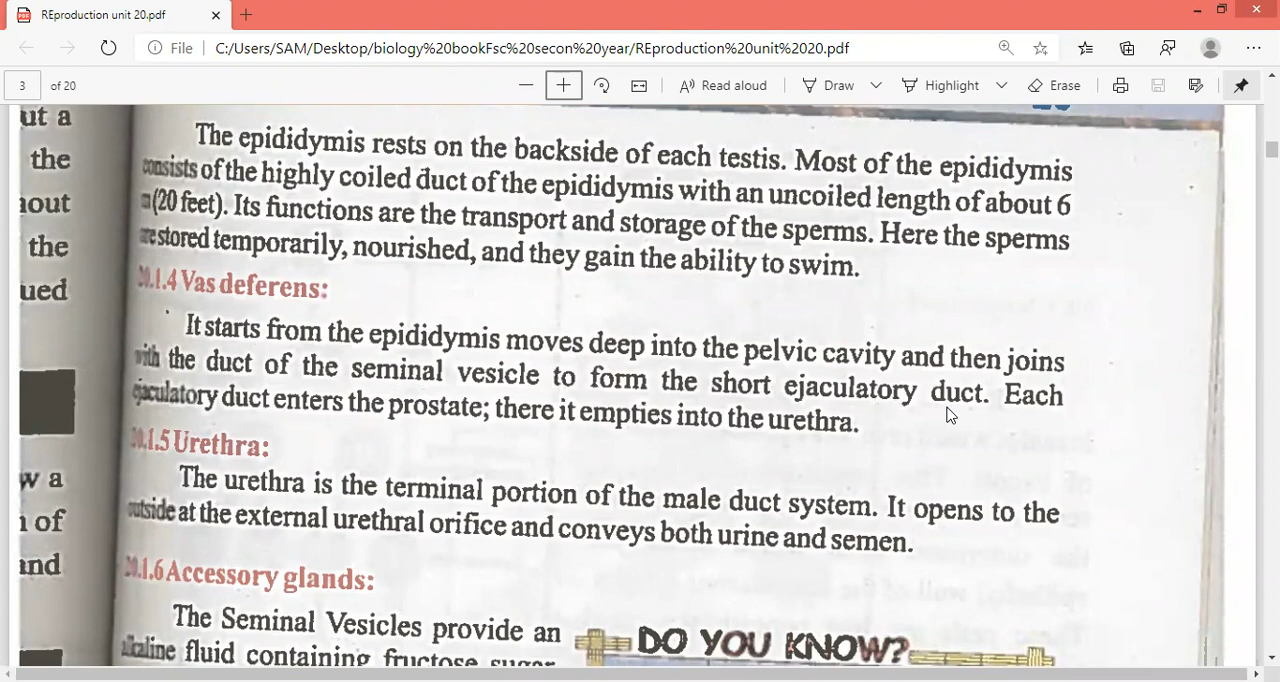 REproduction unit 20.pdf
File
C:/Users/SAM/Desktop/biology%20bookFsc%20secon%20year/REproduction%20unit%2020.pdf
3 of 20
Read aloud
Draw
Highlight
Erase
ut a
the
hout
the
ued
w a
of
and
The epididymis rests on the backside of each testis. Most of the epididymis
consists of the highly coiled duct of the epididymis with an uncoiled length of about 6
m (20 feet). Its functions are the transport and storage of the sperms. Here the sperms
are stored temporarily, nourished, and they gain the ability to swim.
20.1.4 Vas deferens:
It starts from the epididymis moves deep into the pelvic cavity and then joins
with the duct of the seminal vesicle to form the short ejaculatory duct. Each
ejaculatory duct enters the prostate; there it empties into the urethra.
20.1.5 Urethra:
The urethra is the terminal portion of the male duct system. It opens to the
outside at the external urethral orifice and conveys both urine and semen.
20.1.6 Accessory glands:
The Seminal Vesicles provide an
alkaline fluid containing fructose sugar
DO YOU KNOW?